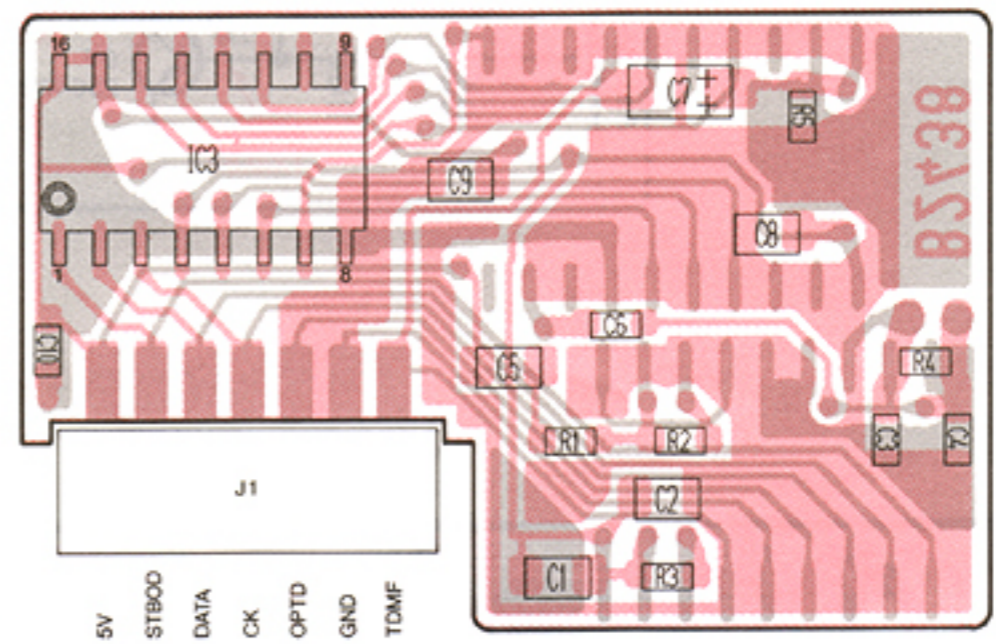 16
9
C7 +
R5
IC3
C9
B2438
C8
1
8
C6
C10
C5
R4
R1
R2
C3
C4
J1
C2
C1
R3
5V
STBOD
DATA
CK
OPTD
GND
TDMF